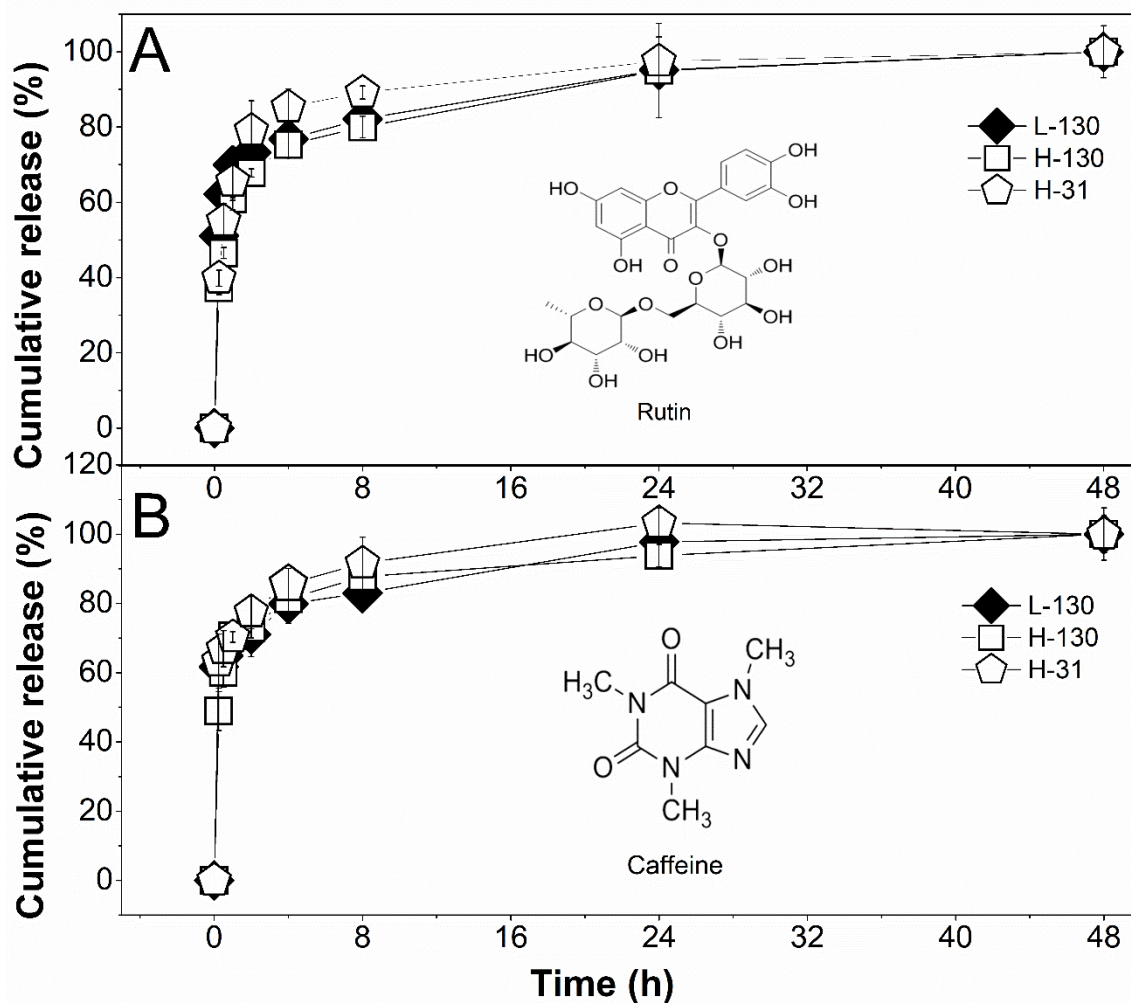 A
Cumulative release (%)
100
80
60
40
20
0
L-130
H-130
H-31
OH
OH
HO
O
OH
O
O
O
OH
OH
OH
O
O
HO
OH
OH
OH
Rutin
0
8
24
32
40
48
B
Cumulative release (%)
120
100
80
60
40
20
0
L-130
H-130
H-31
O
CH3
H3C
N
N
O
N
N
CH3
Caffeine
0
8
24
32
40
48
Time (h)